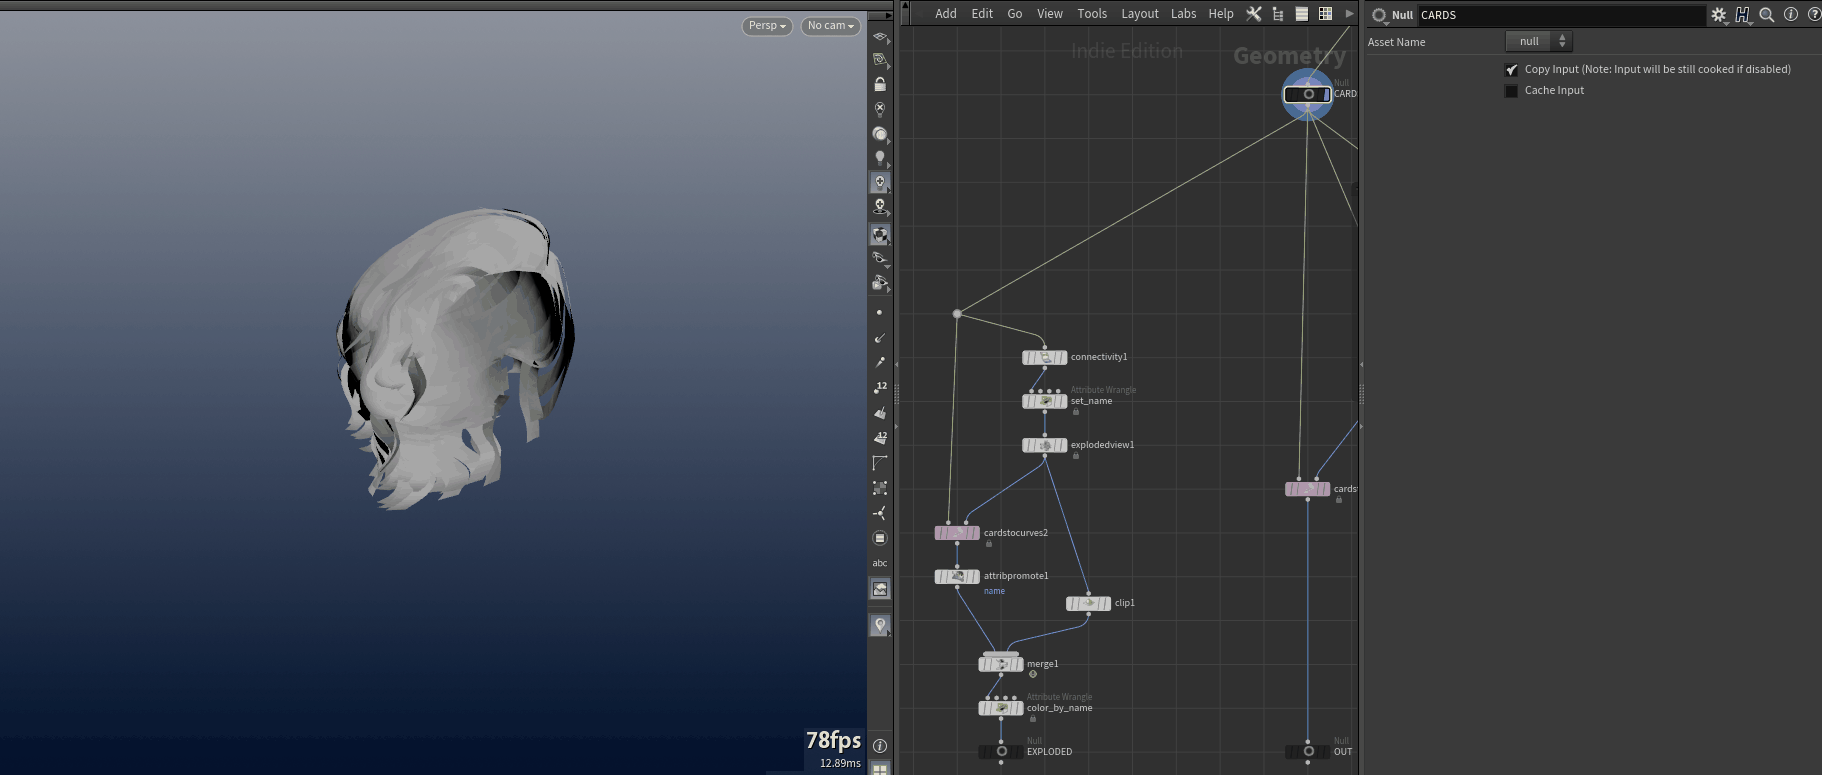 Persp
No cam
78fps
12.89ms
12
12
abc
Add Edit Go View Tools Layout Labs Help
Indie Edition
Geometry
Null
CARD
connectivity1
Attribute Wrangle
set_name
explodedview1
cards
cardstocurves2
attribpromote1
name
clip1
merge1
Attribute Wrangle
color_by_name
Null
EXPLODED
Null
OUT
Null CARDS
Asset Name null
Copy Input (Note: Input will be still cooked if disabled)
Cache Input